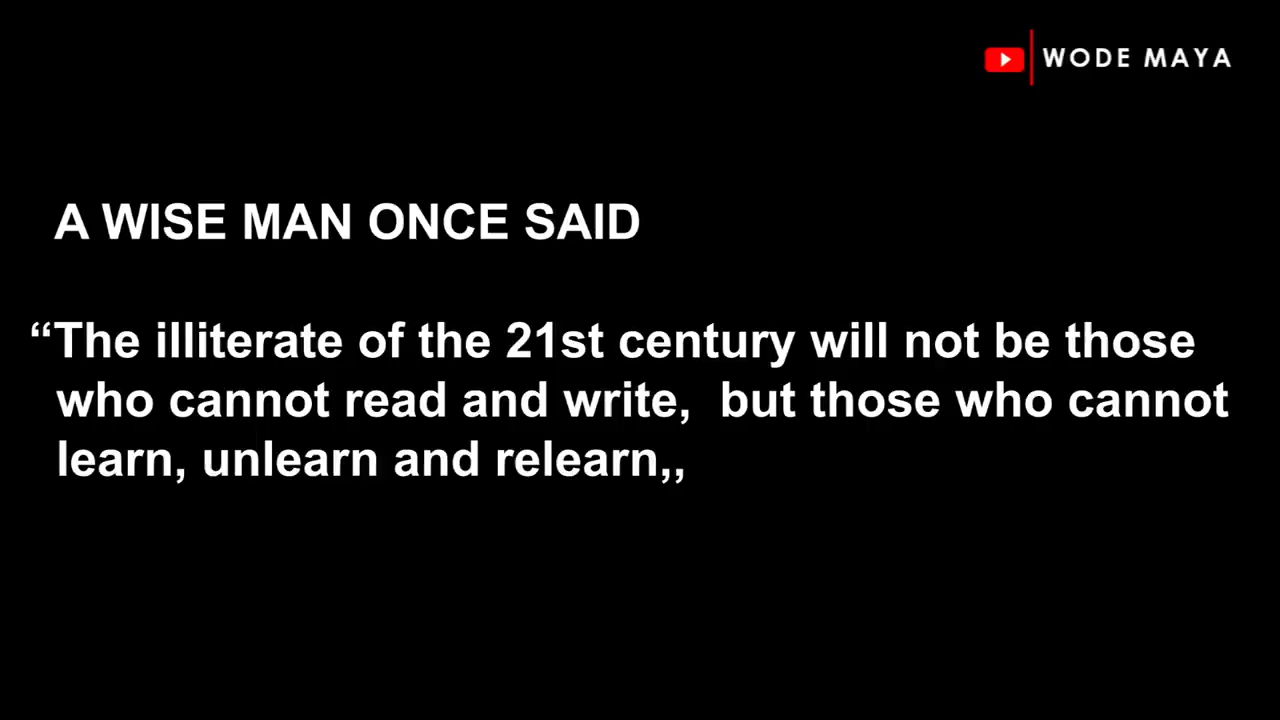 WODE MAYA
A WISE MAN ONCE SAID
“The illiterate of the 21st century will not be those
who cannot read and write,  but those who cannot
learn, unlearn and relearn,,